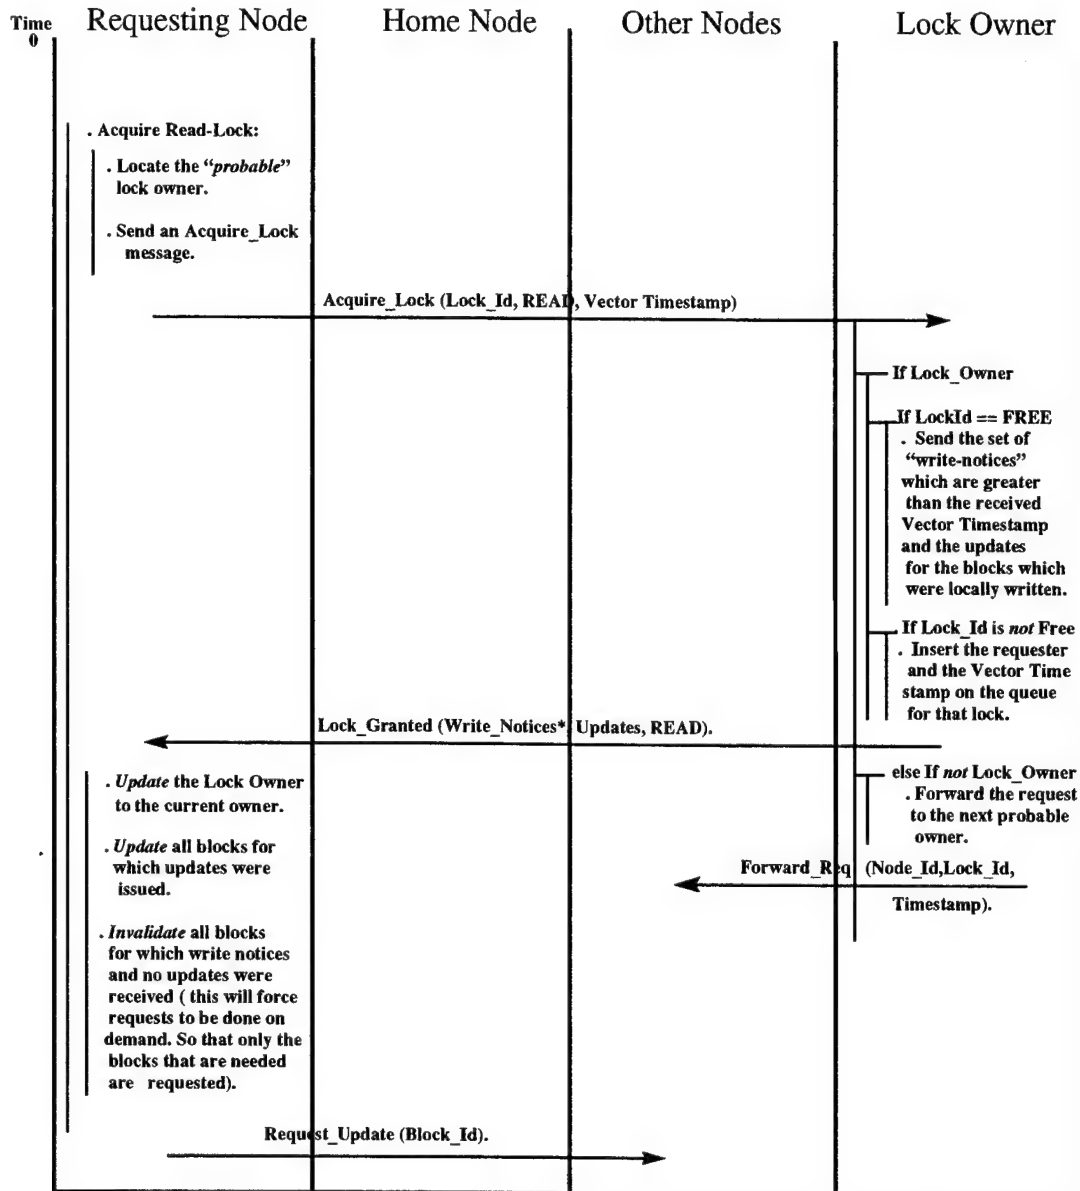 Time
0
Requesting Node
Home Node
Other Nodes
Lock Owner
. Acquire Read-Lock:
. Locate the “probable”
lock owner.
. Send an Acquire_Lock
message.
Acquire_Lock (Lock_Id, READ, Vector Timestamp)
If Lock_Owner
If LockId == FREE
. Send the set of
“write-notices”
which are greater
than the received
Vector Timestamp
and the updates
for the blocks which
were locally written.
If Lock_Id is not Free
. Insert the requester
and the Vector Time
stamp on the queue
for that lock.
Lock_Granted (Write_Notices* Updates, READ).
. Update the Lock Owner
to the current owner.
. Update all blocks for
which updates were
issued.
. Invalidate all blocks
for which write notices
and no updates were
received ( this will force
requests to be done on
demand. So that only the
blocks that are needed
are requested).
else If not Lock_Owner
. Forward the request
to the next probable
owner.
Forward_Req (Node_Id,Lock_Id,
Timestamp).
Request_Update (Block_Id).